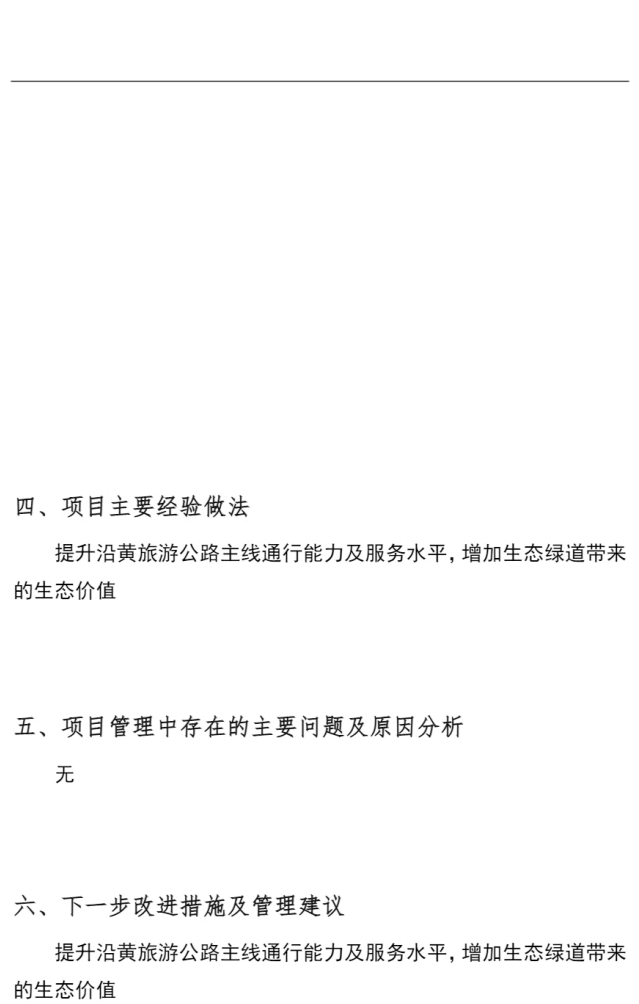 四、项目主要经验做法
提升沿黄旅游公路主线通行能力及服务水平，增加生态绿道带来
的生态价值
五、项目管理中存在的主要问题及原因分析
无
六、下一步改进措施及管理建议
提升沿黄旅游公路主线通行能力及服务水平，增加生态绿道带来
的生态价值